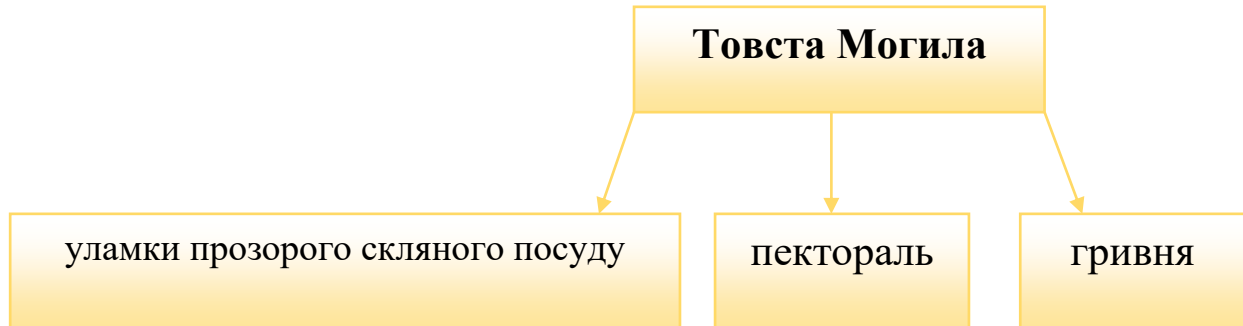 Товста Могила
уламки прозорого скляного посуду
пектораль
гривня